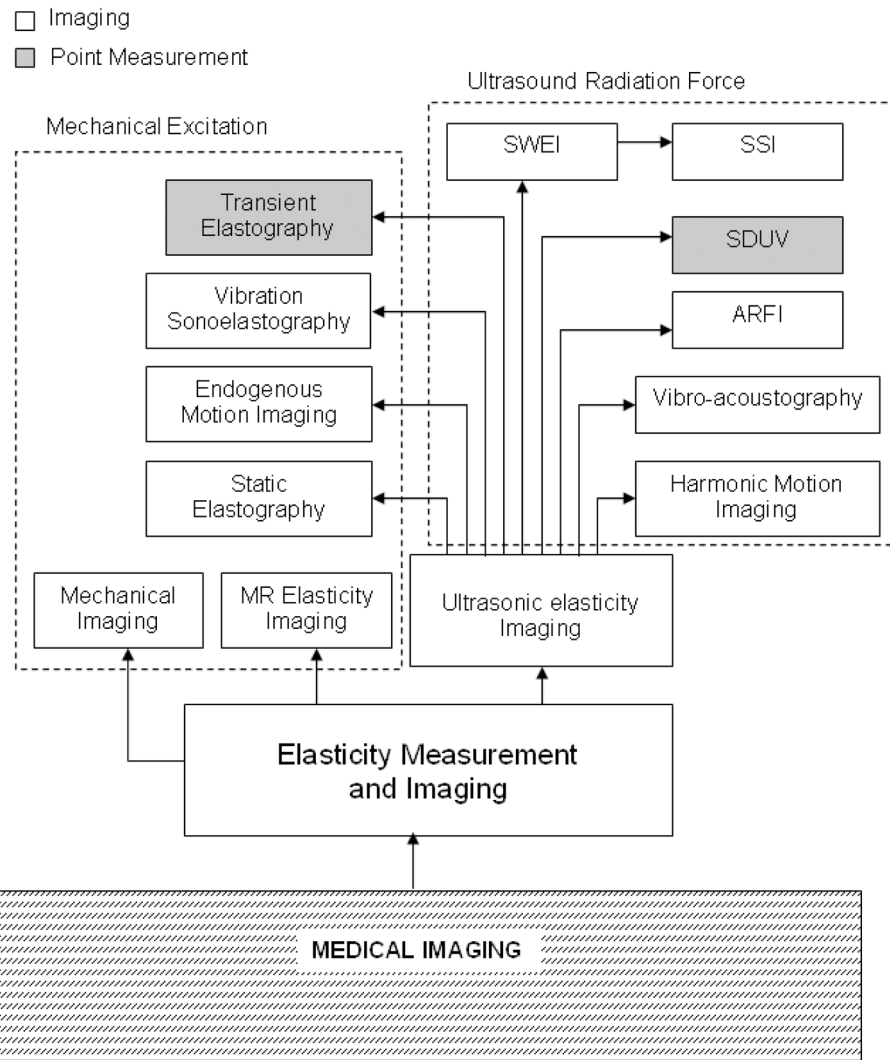 Imaging
Point Measurement
Ultrasound Radiation Force
Mechanical Excitation
SWEI
SSI
Transient
Elastography
SDUV
Vibration
Sonoelastography
ARFI
Endogenous
Motion Imaging
Vibro-acoustography
Static
Elastography
Harmonic Motion
Imaging
Mechanical
Imaging
MR Elasticity
Imaging
Ultrasonic elasticity
Imaging
Elasticity Measurement
and Imaging
MEDICAL IMAGING